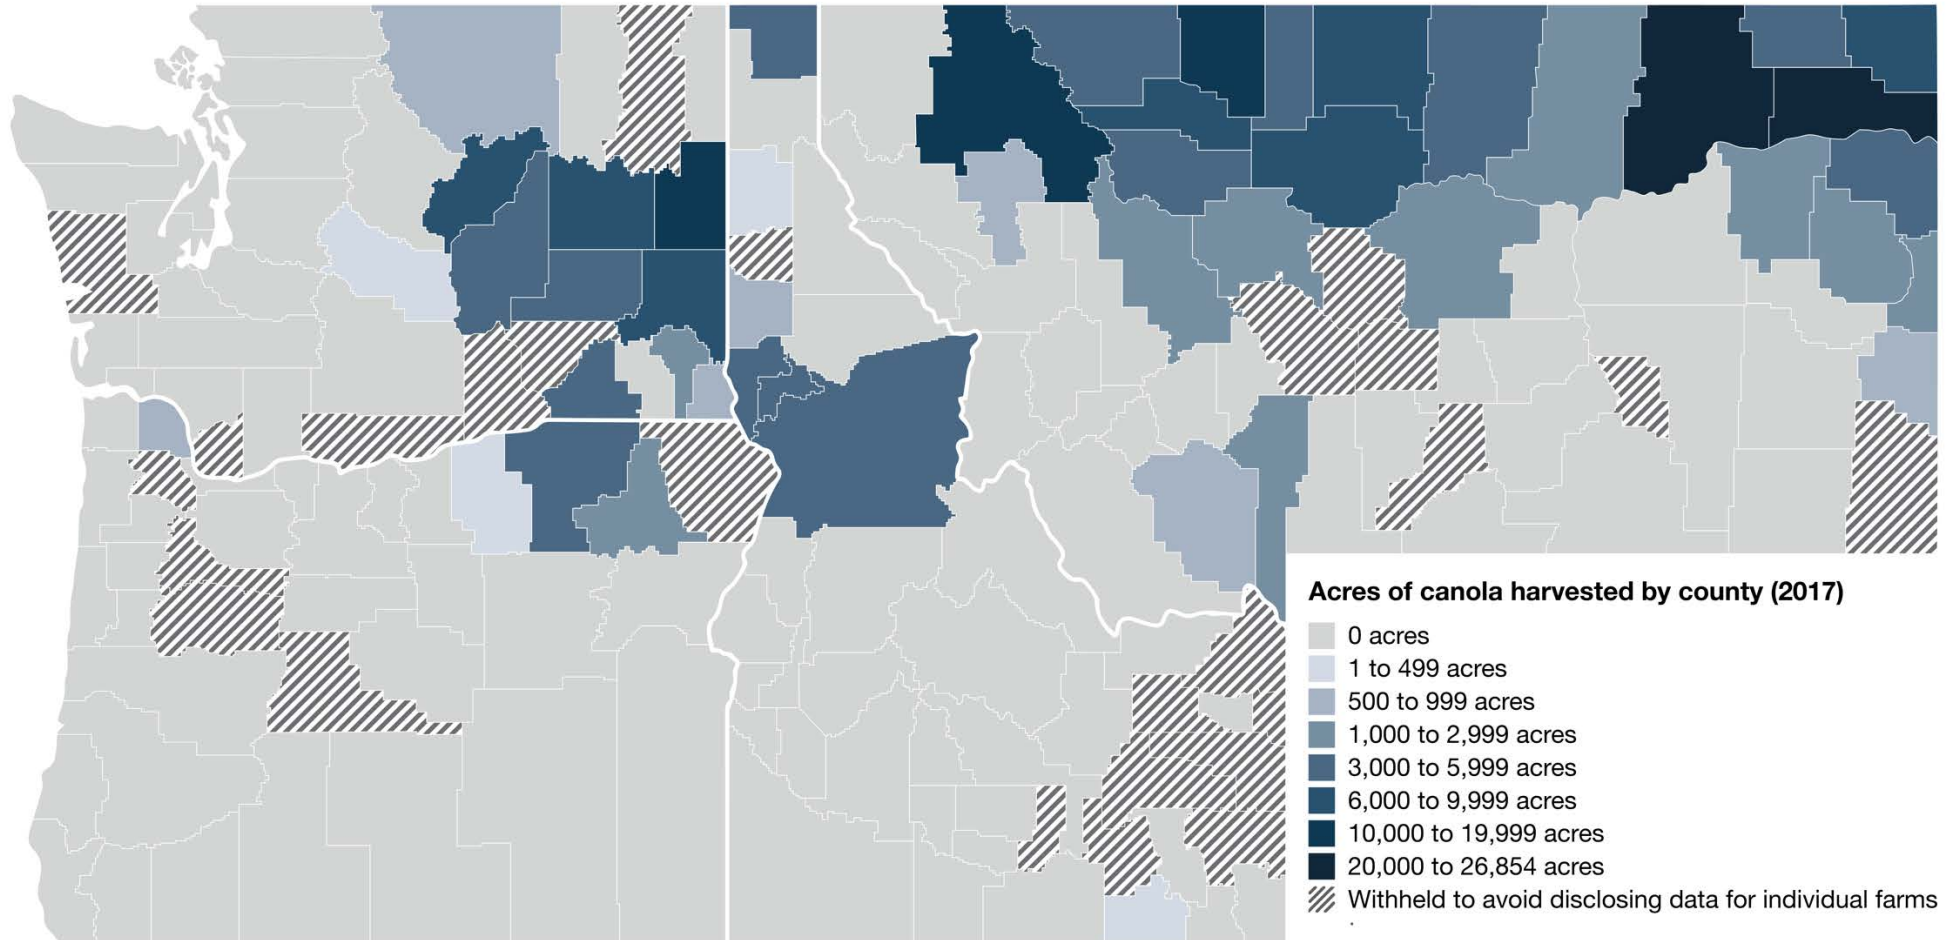 Acres of canola harvested by county (2017)
0 acres
1 to 499 acres
500 to 999 acres
1,000 to 2,999 acres
3,000 to 5,999 acres
6,000 to 9,999 acres
10,000 to 19,999 acres
20,000 to 26,854 acres
Withheld to avoid disclosing data for individual farms
.